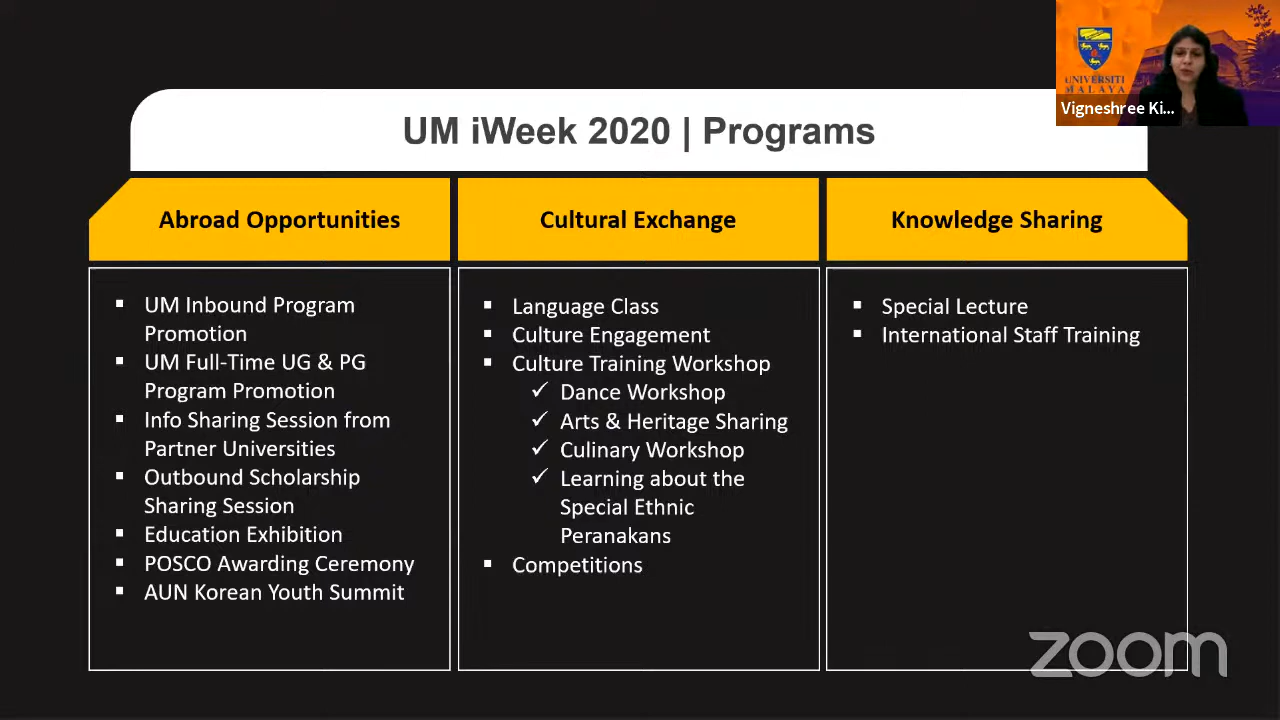 UNIVERSITI
MALAYA
Vigneshree Ki...
UM iWeek 2020 | Programs
Abroad Opportunities
UM Inbound Program
Promotion
UM Full-Time UG & PG
Program Promotion
Info Sharing Session from
Partner Universities
Outbound Scholarship
Sharing Session
Education Exhibition
POSCO Awarding Ceremony
AUN Korean Youth Summit
Cultural Exchange
Language Class
Culture Engagement
Culture Training Workshop
Dance Workshop
Arts & Heritage Sharing
Culinary Workshop
Learning about the
Special Ethnic
Peranakans
Competitions
Knowledge Sharing
Special Lecture
International Staff Training
zoom